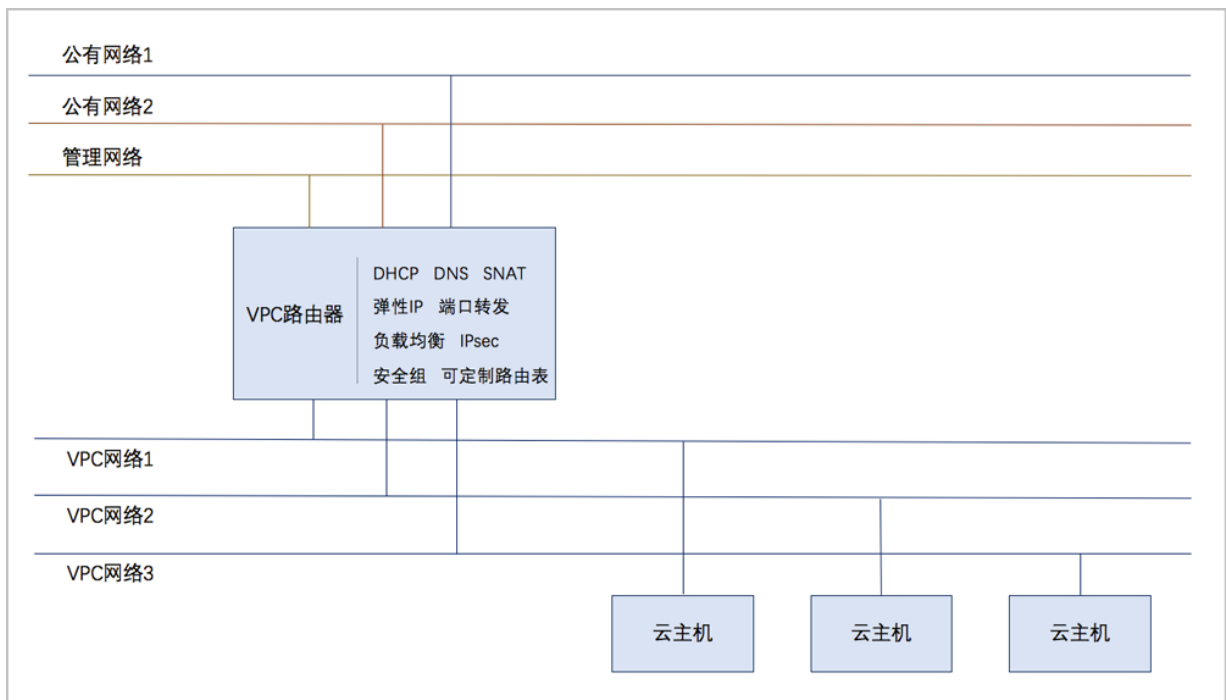 公有网络1
公有网络2
管理网络
VPC路由器
DHCP DNS SNAT
弹性IP 端口转发
负载均衡 IPsec
安全组 可定制路由表
VPC网络1
VPC网络2
VPC网络3
云主机 云主机 云主机